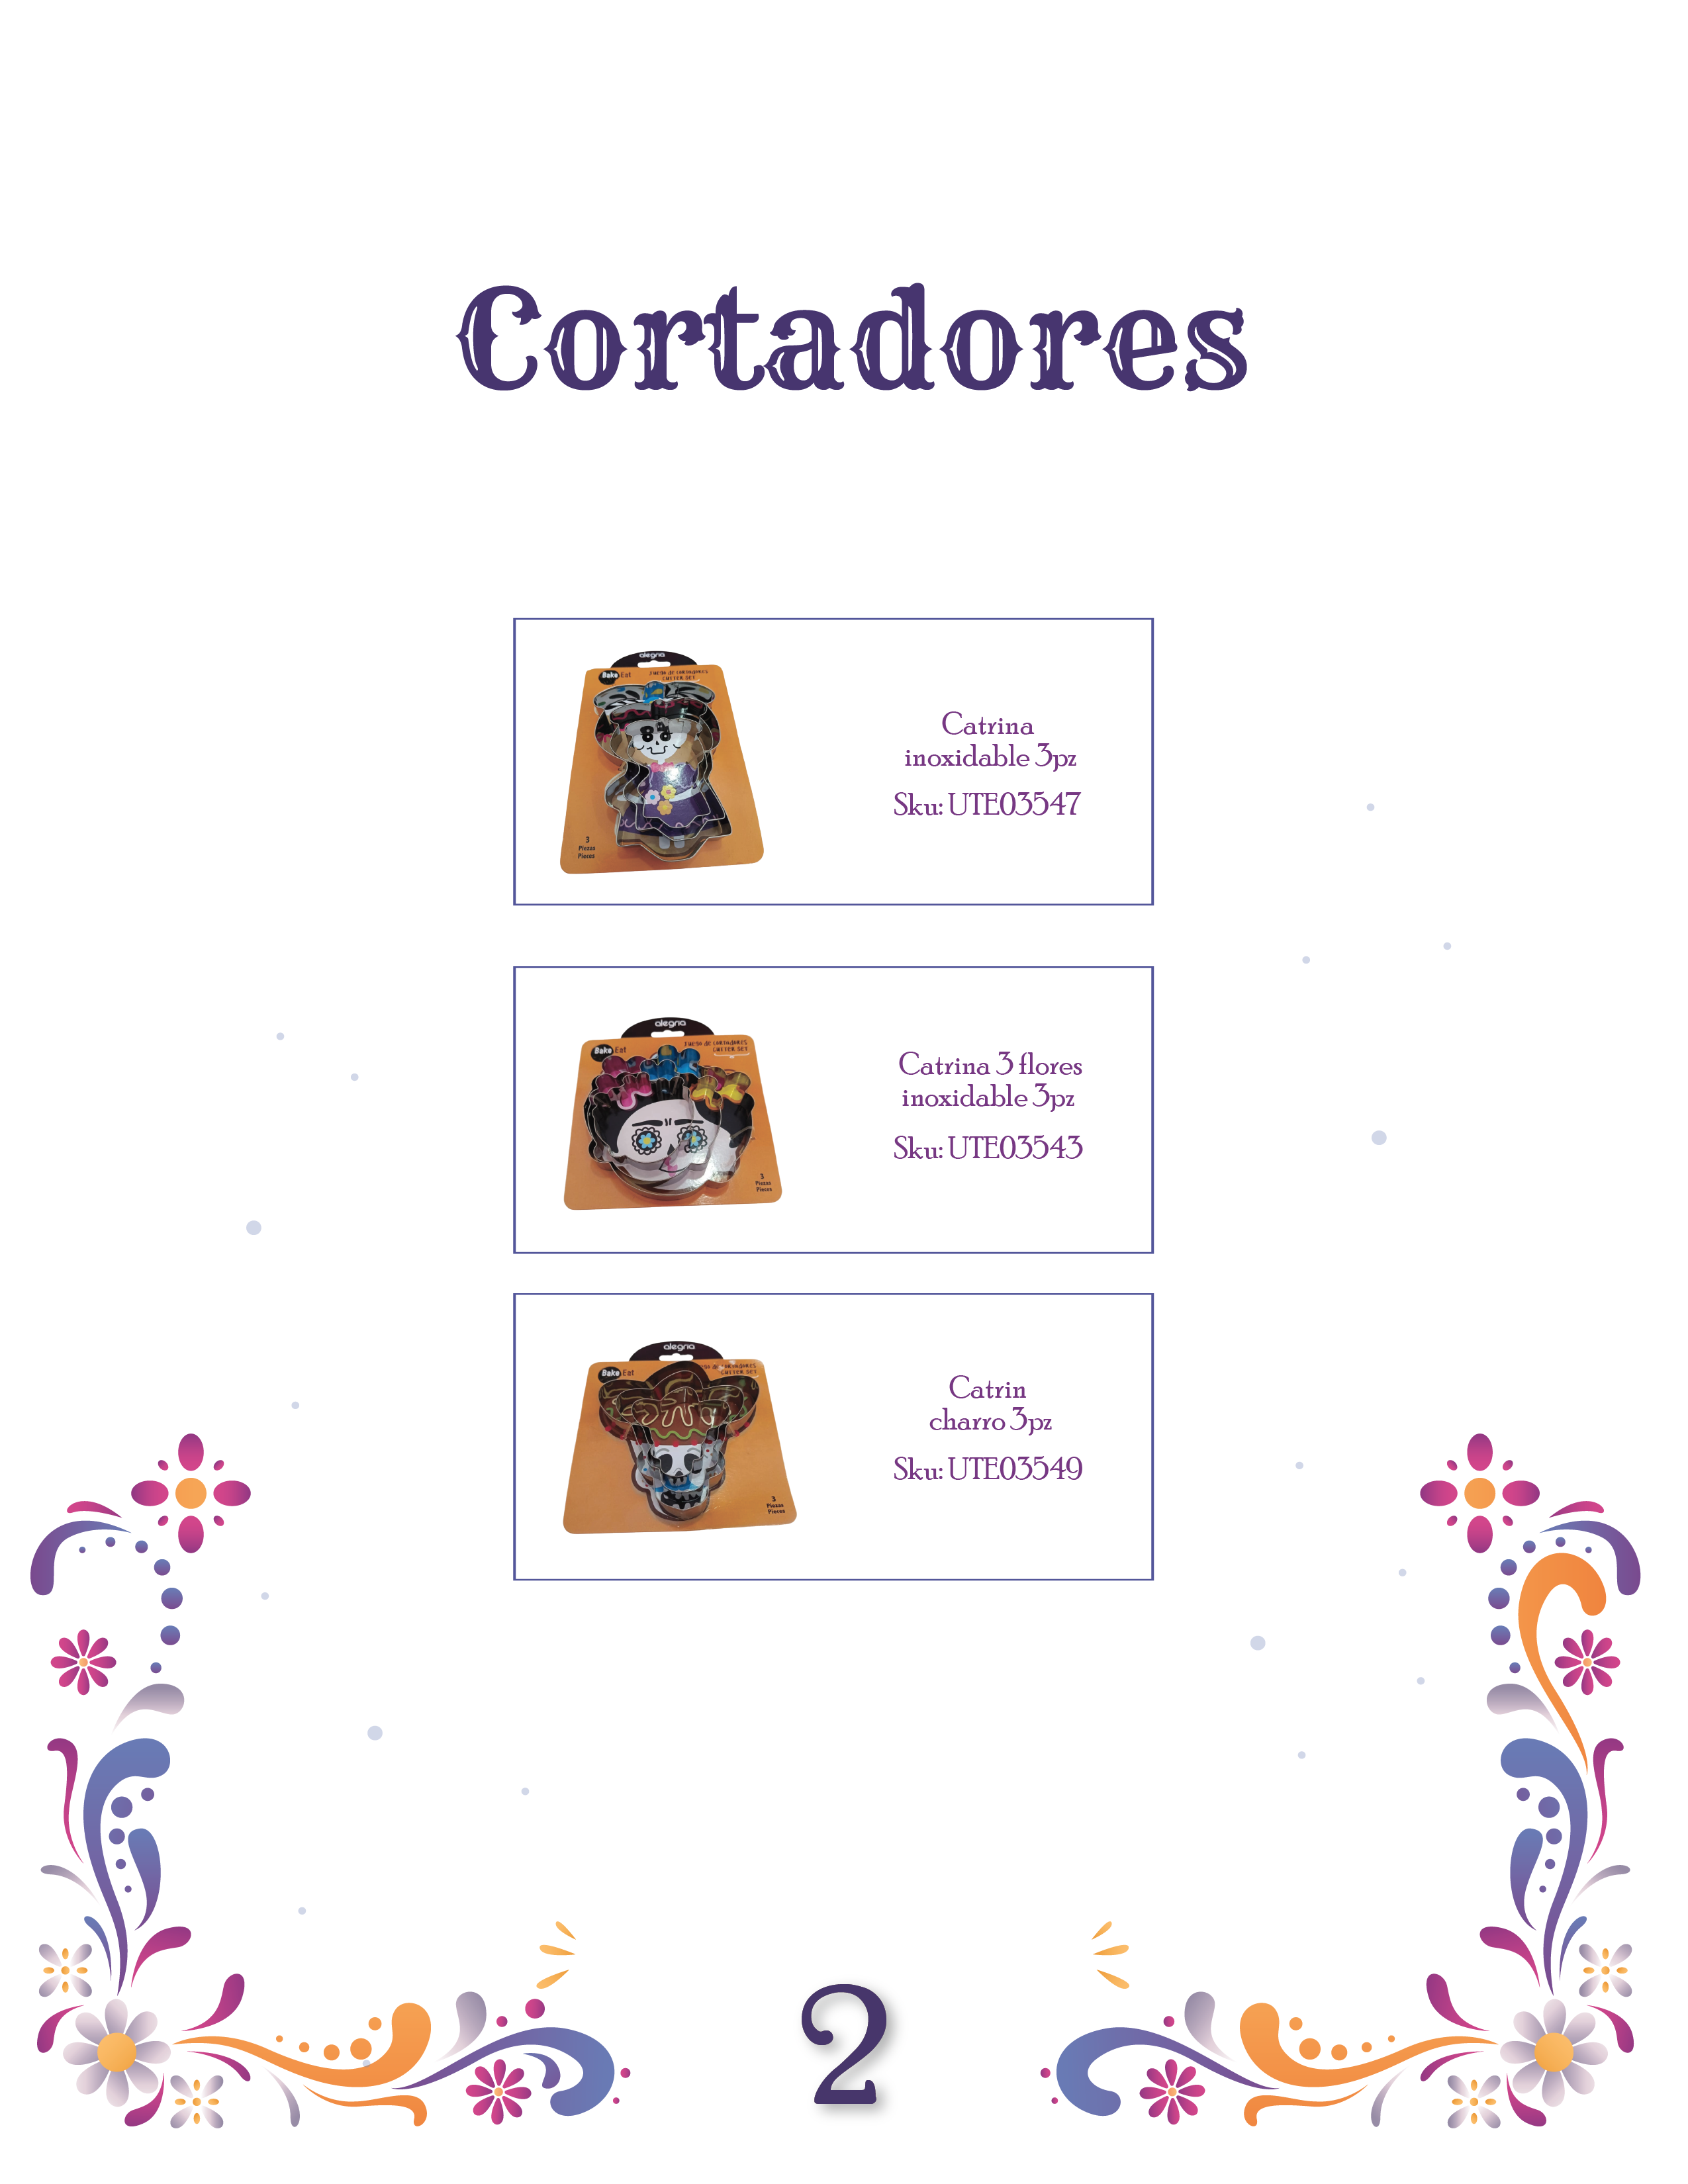 Cortadores
alegria
Bake Eat
Juego de cortadores
Cutter set
3
Piezas
Pieces
Catrina
inoxidable 3pz
Sku: UTE03547
alegria
Bake Eat
Juego de cortadores
Cutter set
3
Piezas
Pieces
Catrina 3 flores
inoxidable 3pz
Sku: UTE03543
alegria
Bake Eat
Juego de cortadores
Cutter set
3
Piezas
Pieces
Catrin
charro 3pz
Sku: UTE03549
2